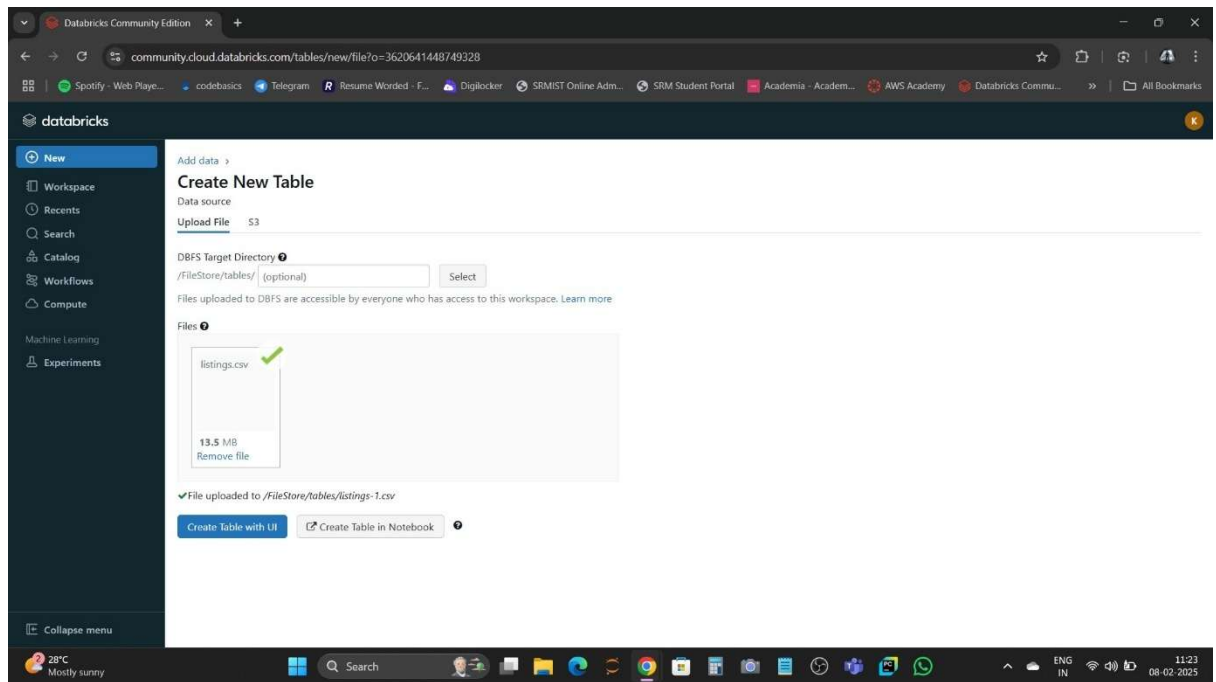 Databricks Community Edition
community.cloud.databricks.com/tables/new/file?o=3620641448749328
Spotify - Web Playe... codebasics Telegram R Resume Worded - F... Digilocker SRMIST Online Adm... SRM Student Portal Academia - Academ... AWS Academy Databricks Commu... » All Bookmarks
databricks K
New
Workspace
Recents
Search
Catalog
Workflows
Compute
Machine Learning
Experiments
Collapse menu
Add data ›
Create New Table
Data source
Upload File S3
DBFS Target Directory
/FileStore/tables/ (optional) Select
Files uploaded to DBFS are accessible by everyone who has access to this workspace. Learn more
Files
listings.csv
13.5 MB
Remove file
File uploaded to /FileStore/tables/listings-1.csv
Create Table with UI Create Table in Notebook
28°C
Mostly sunny
Search
ENG
IN
11:23
08-02-2025